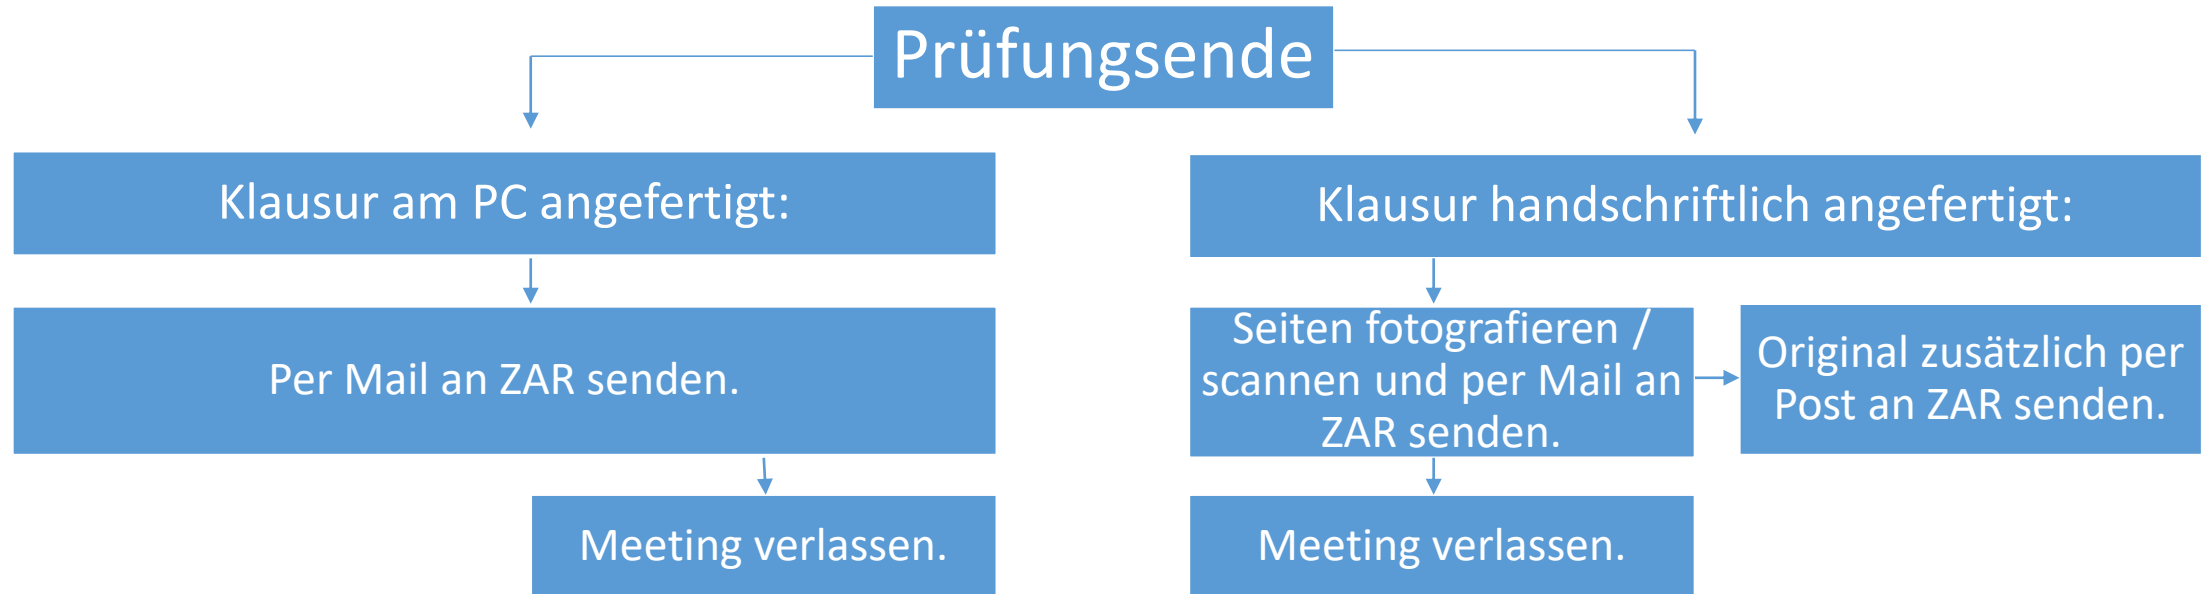 Prüfungsende
Klausur am PC angefertigt:
Klausur handschriftlich angefertigt:
Per Mail an ZAR senden.
Seiten fotografieren /
scannen und per Mail an
ZAR senden.
Original zusätzlich per
Post an ZAR senden.
Meeting verlassen.
Meeting verlassen.